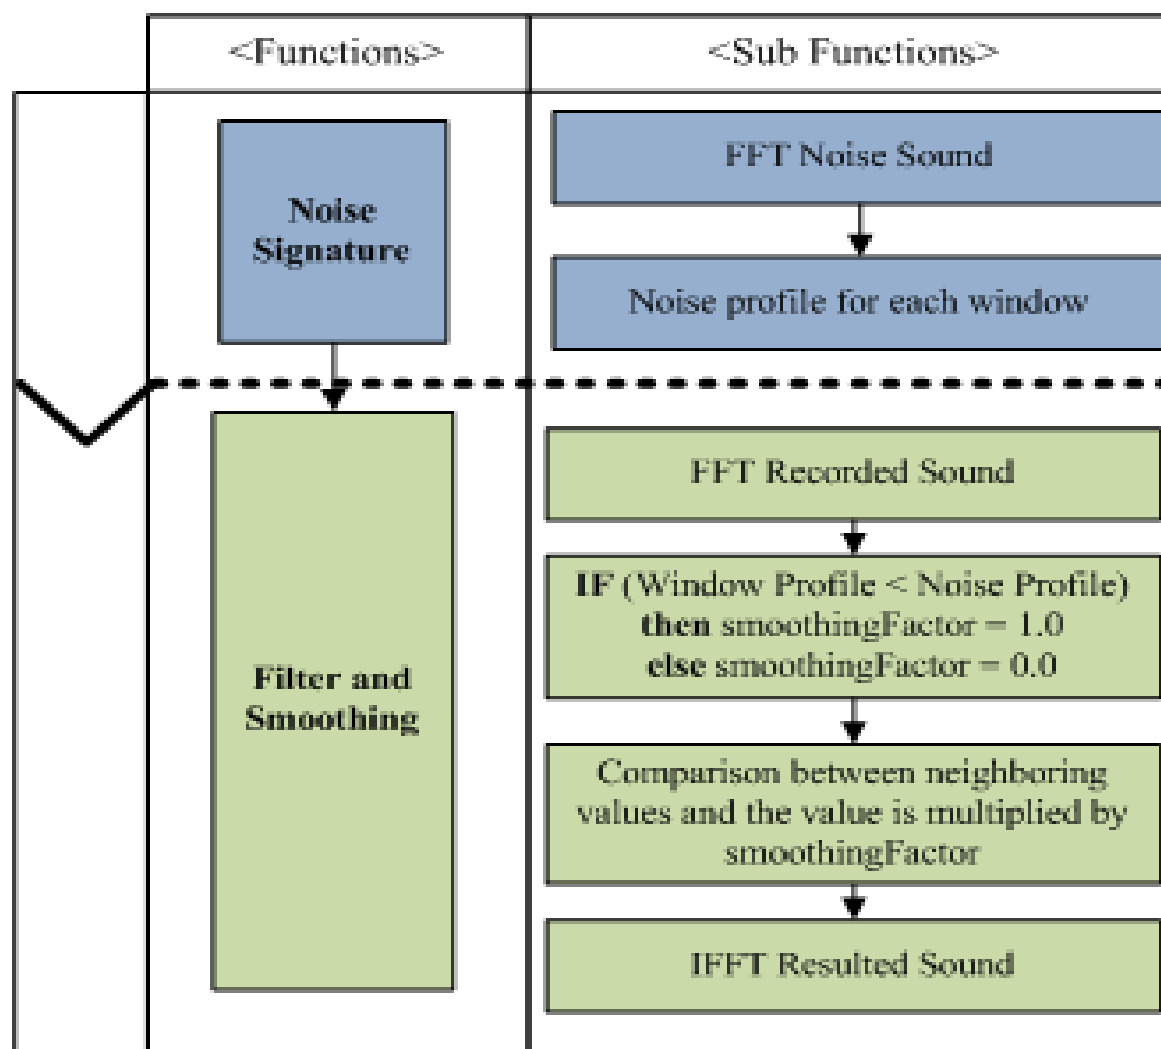 <Functions>
<Sub Functions>
Noise
Signature
FFT Noise Sound
Noise profile for each window
Filter and
Smoothing
FFT Recorded Sound
IF (Window Profile < Noise Profile)
then smoothingFactor = 1.0
else smoothingFactor = 0.0
Comparison between neighboring
values and the value is multiplied by
smoothingFactor
IFFT Resulted Sound